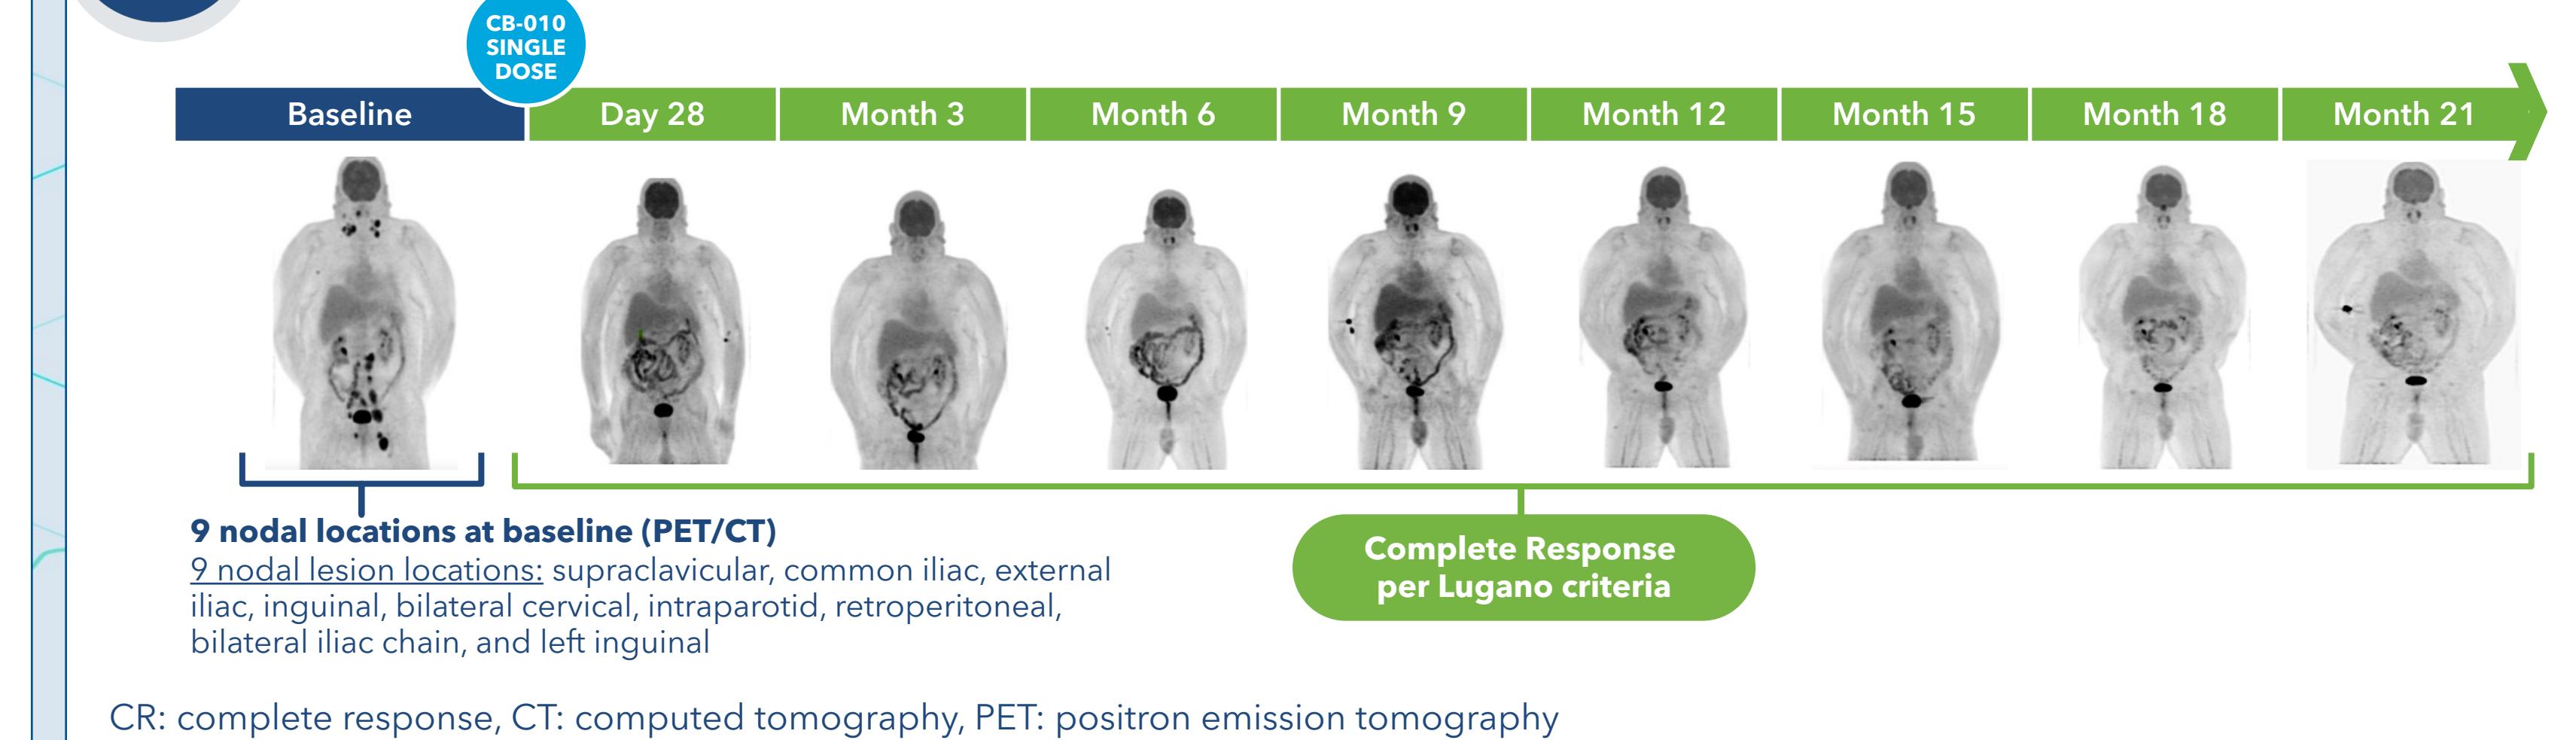 CB-010
SINGLE
DOSE
Baseline
Day 28
Month 3
Month 6
Month 9
Month 12
Month 15
Month 18
Month 21
9 nodal locations at baseline (PET/CT)
9 nodal lesion locations: supraclavicular, common iliac, external
iliac, inguinal, bilateral cervical, intraparotid, retroperitoneal,
bilateral iliac chain, and left inguinal
Complete Response
per Lugano criteria
CR: complete response, CT: computed tomography, PET: positron emission tomography